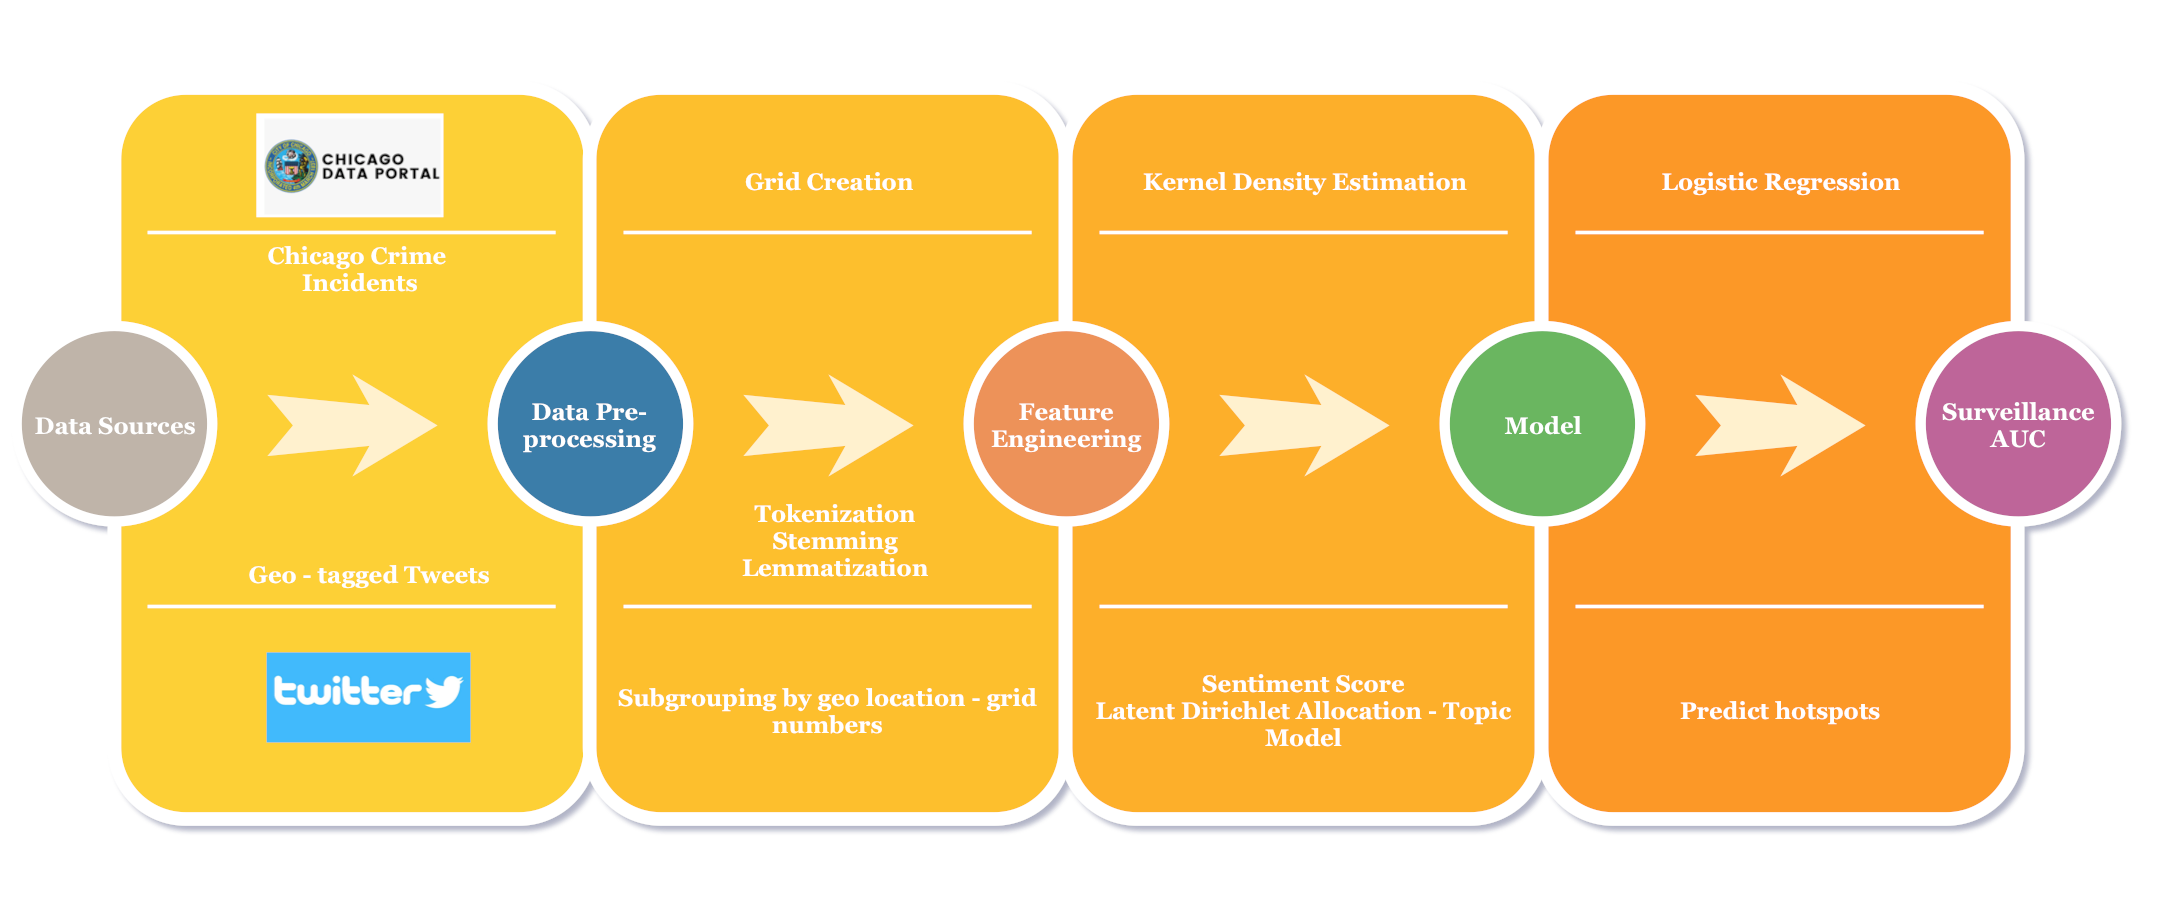 CHICAGO
DATA PORTAL
Chicago Crime
Incidents
Data Sources
Geo - tagged Tweets
twitter
Data Pre-
processing
Grid Creation
Tokenization
Stemming
Lemmatization
Subgrouping by geo location - grid
numbers
Feature
Engineering
Kernel Density Estimation
Sentiment Score
Latent Dirichlet Allocation - Topic
Model
Model
Logistic Regression
Predict hotspots
Surveillance
AUC